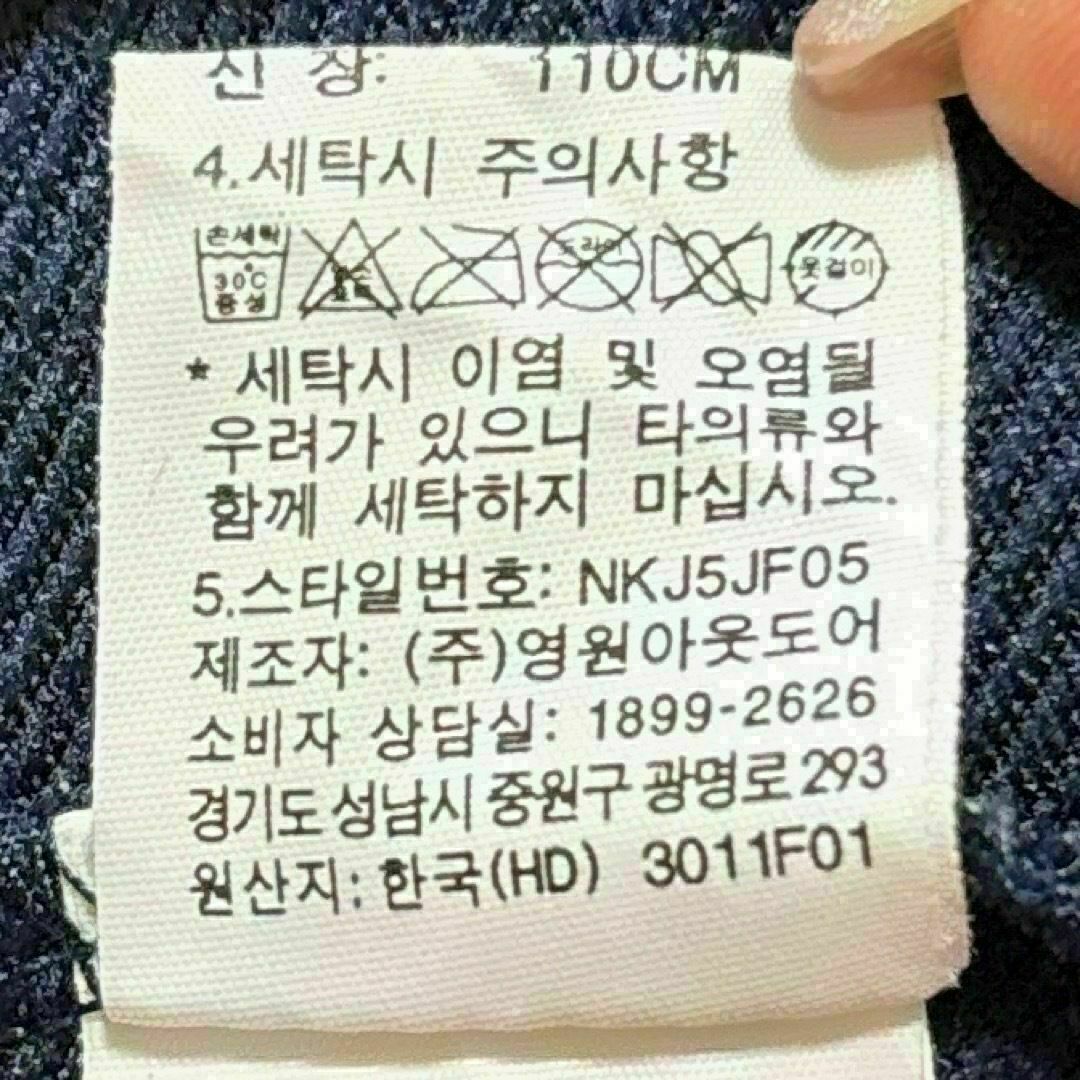 신 장: 110CM
4.세탁시 주의사항
손세탁 30℃ 중성 드라이 옷걸이
* 세탁시 이염 및 오염될
우려가 있으니 타의류와
함께 세탁하지 마십시오.
5.스타일번호: NKJ5JF05
제조자: (주)영원아웃도어
소비자 상담실: 1899-2626
경기도 성남시 중원구 광명로 293
원산지: 한국(HD) 3011F01